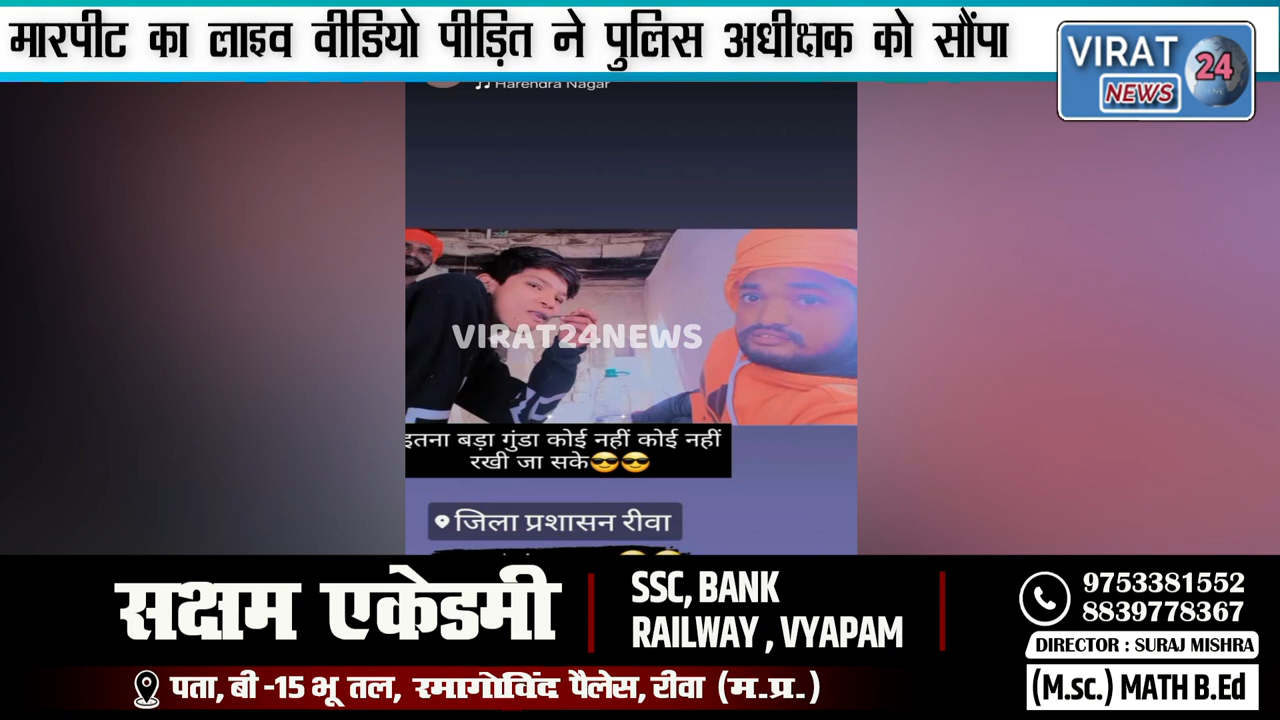 मारपीट का लाइव वीडियो पीड़ित ने पुलिस अधीक्षक को सौंपा
VIRAT
24
NEWS
Harendra Nagar
VIRAT24NEWS
इतना बड़ा गुंडा कोई नहीं कोई नहीं
रखी जा सके😎😎
जिला प्रशासन रीवा
सक्षम एकेडमी
SSC, BANK
RAILWAY , VYAPAM
9753381552
8839778367
DIRECTOR : SURAJ MISHRA
(M.sc.) MATH B.Ed
पता, बी -15 भू तल, रमागोविंद पैलेस, रीवा (म.प्र.)